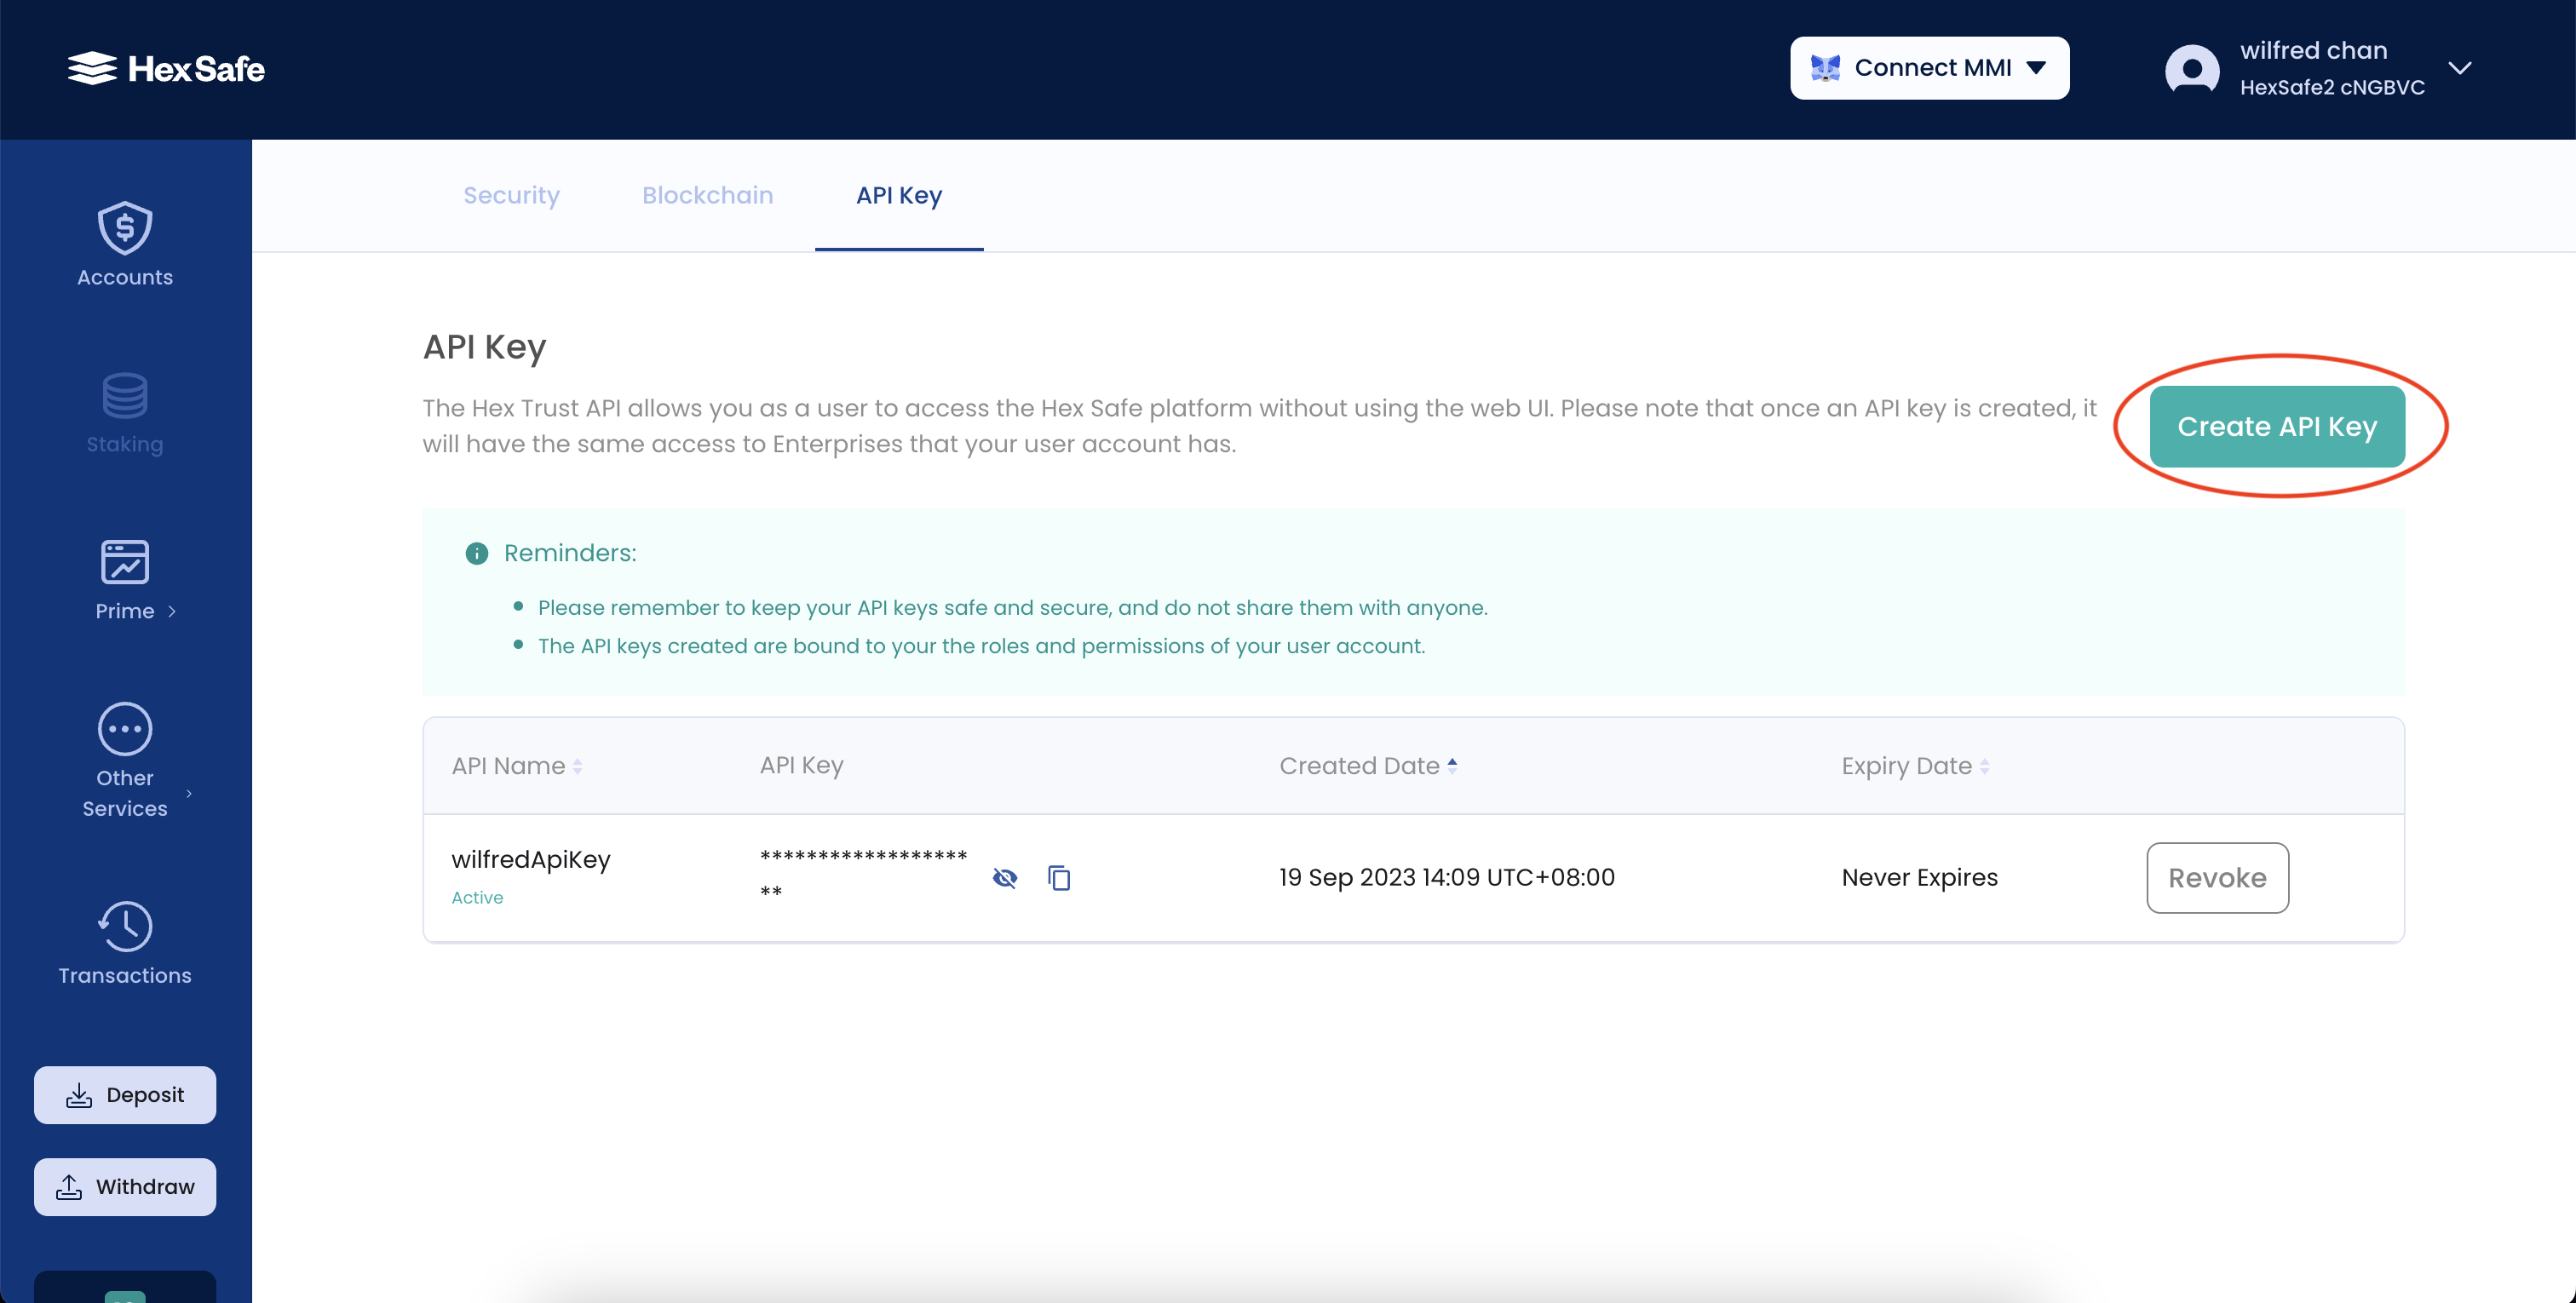 Hex Safe
Connect MMI
wilfred chan
HexSafe2 cNGBVC
Accounts
Staking
Prime
Other
Services
Transactions
Deposit
Withdraw
Security
Blockchain
API Key
API Key
The Hex Trust API allows you as a user to access the Hex Safe platform without using the web UI. Please note that once an API key is created, it
will have the same access to Enterprises that your user account has.
Create API Key
Reminders:
Please remember to keep your API keys safe and secure, and do not share them with anyone.
The API keys created are bound to your the roles and permissions of your user account.
API Name
API Key
Created Date
Expiry Date
wilfredApiKey
Active
******************
**
19 Sep 2023 14:09 UTC+08:00
Never Expires
Revoke